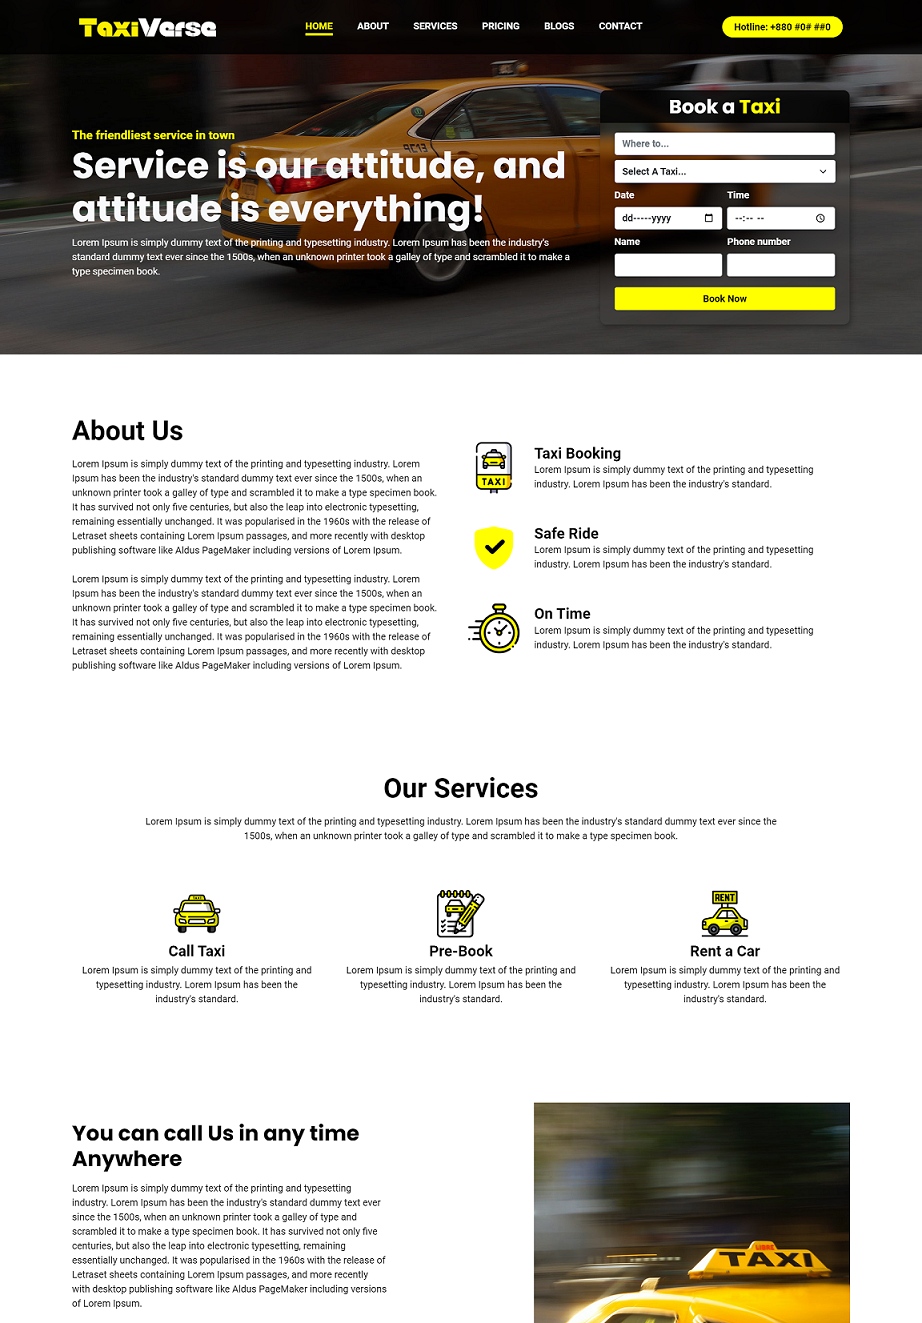 TaxiVerse
HOME ABOUT SERVICES PRICING BLOGS CONTACT
Hotline: +880 #0# ##0
The friendliest service in town
Service is our attitude, and
attitude is everything!
Lorem Ipsum is simply dummy text of the printing and typesetting industry. Lorem Ipsum has been the industry's
standard dummy text ever since the 1500s, when an unknown printer took a galley of type and scrambled it to make a
type specimen book.
9C13
Book a Taxi
Where to...
Select A Taxi...
Date Time
dd-----yyyy --:-- --
Name Phone number
Book Now
About Us
Lorem Ipsum is simply dummy text of the printing and typesetting industry. Lorem
Ipsum has been the industry's standard dummy text ever since the 1500s, when an
unknown printer took a galley of type and scrambled it to make a type specimen book.
It has survived not only five centuries, but also the leap into electronic typesetting,
remaining essentially unchanged. It was popularised in the 1960s with the release of
Letraset sheets containing Lorem Ipsum passages, and more recently with desktop
publishing software like Aldus PageMaker including versions of Lorem Ipsum.
Lorem Ipsum is simply dummy text of the printing and typesetting industry. Lorem
Ipsum has been the industry's standard dummy text ever since the 1500s, when an
unknown printer took a galley of type and scrambled it to make a type specimen book.
It has survived not only five centuries, but also the leap into electronic typesetting,
remaining essentially unchanged. It was popularised in the 1960s with the release of
Letraset sheets containing Lorem Ipsum passages, and more recently with desktop
publishing software like Aldus PageMaker including versions of Lorem Ipsum.
TAXI
Taxi Booking
Lorem Ipsum is simply dummy text of the printing and typesetting
industry. Lorem Ipsum has been the industry's standard.
Safe Ride
Lorem Ipsum is simply dummy text of the printing and typesetting
industry. Lorem Ipsum has been the industry's standard.
On Time
Lorem Ipsum is simply dummy text of the printing and typesetting
industry. Lorem Ipsum has been the industry's standard.
Our Services
Lorem Ipsum is simply dummy text of the printing and typesetting industry. Lorem Ipsum has been the industry's standard dummy text ever since the
1500s, when an unknown printer took a galley of type and scrambled it to make a type specimen book.
TAXI
Call Taxi
Lorem Ipsum is simply dummy text of the printing and
typesetting industry. Lorem Ipsum has been the
industry's standard.
Pre-Book
Lorem Ipsum is simply dummy text of the printing and
typesetting industry. Lorem Ipsum has been the
industry's standard.
RENT
Rent a Car
Lorem Ipsum is simply dummy text of the printing and
typesetting industry. Lorem Ipsum has been the
industry's standard.
You can call Us in any time
Anywhere
Lorem Ipsum is simply dummy text of the printing and typesetting
industry. Lorem Ipsum has been the industry's standard dummy text ever
since the 1500s, when an unknown printer took a galley of type and
scrambled it to make a type specimen book. It has survived not only five
centuries, but also the leap into electronic typesetting, remaining
essentially unchanged. It was popularised in the 1960s with the release of
Letraset sheets containing Lorem Ipsum passages, and more recently
with desktop publishing software like Aldus PageMaker including versions
of Lorem Ipsum.
LIBRE
TAXI